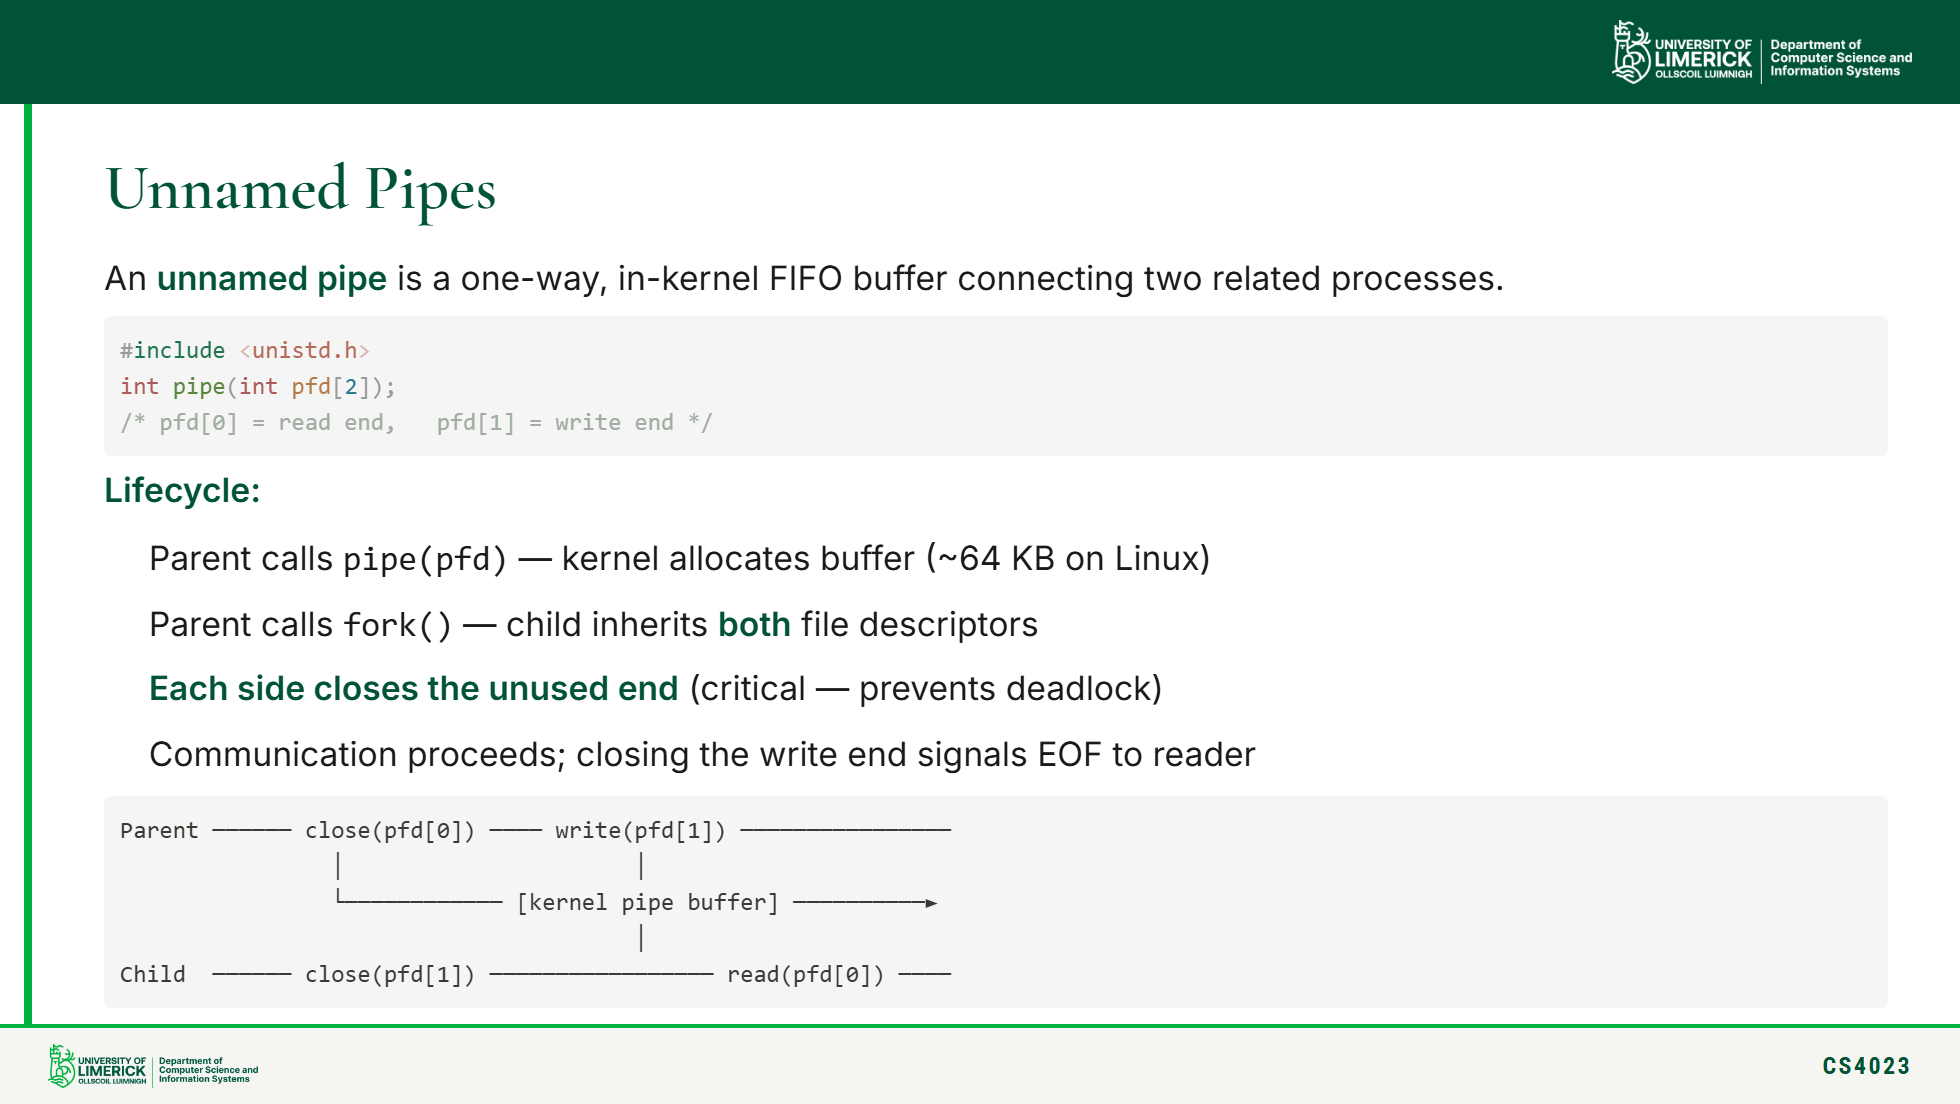 UNIVERSITY OF
LIMERICK
OLLSCOIL LUIMNIGH
Department of
Computer Science and
Information Systems
Unnamed Pipes
An unnamed pipe is a one-way, in-kernel FIFO buffer connecting two related processes.
#include <unistd.h>
int pipe(int pfd[2]);
/* pfd[0] = read end,   pfd[1] = write end */
Lifecycle:
Parent calls pipe(pfd) — kernel allocates buffer (~64 KB on Linux)
Parent calls fork() — child inherits both file descriptors
Each side closes the unused end (critical — prevents deadlock)
Communication proceeds; closing the write end signals EOF to reader
Parent ────── close(pfd[0]) ──── write(pfd[1]) ────────────────
                │                      │
                └──────────── [kernel pipe buffer] ──────────►
                                       │
Child  ────── close(pfd[1]) ───────────────── read(pfd[0]) ────
UNIVERSITY OF
LIMERICK
OLLSCOIL LUIMNIGH
Department of
Computer Science and
Information Systems
CS4023